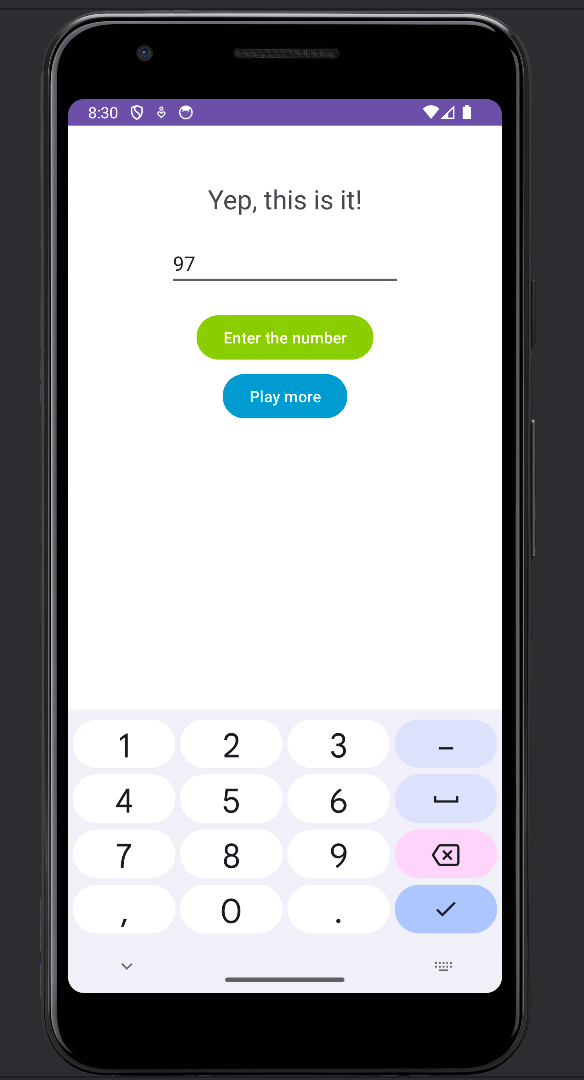 8:30
Yep, this is it!
97
Enter the number
Play more
1 2 3 –
4 5 6
7 8 9
, 0 .